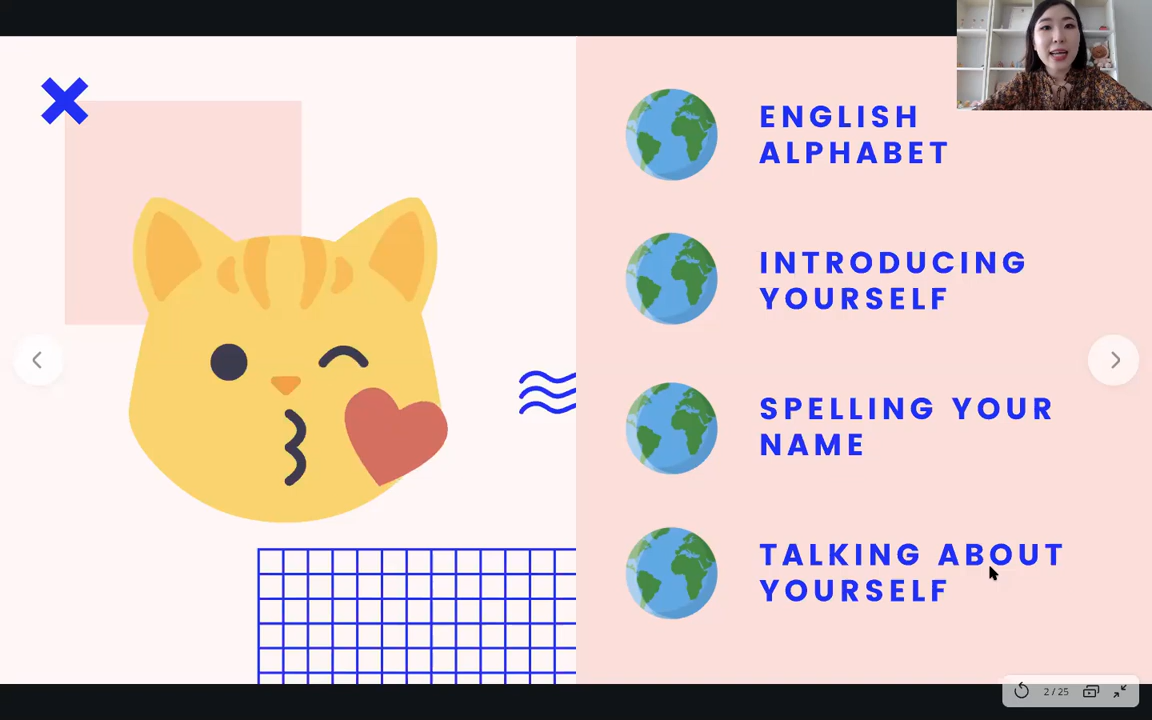 ENGLISH
ALPHABET
INTRODUCING
YOURSELF
SPELLING YOUR
NAME
TALKING ABOUT
YOURSELF
2 / 25